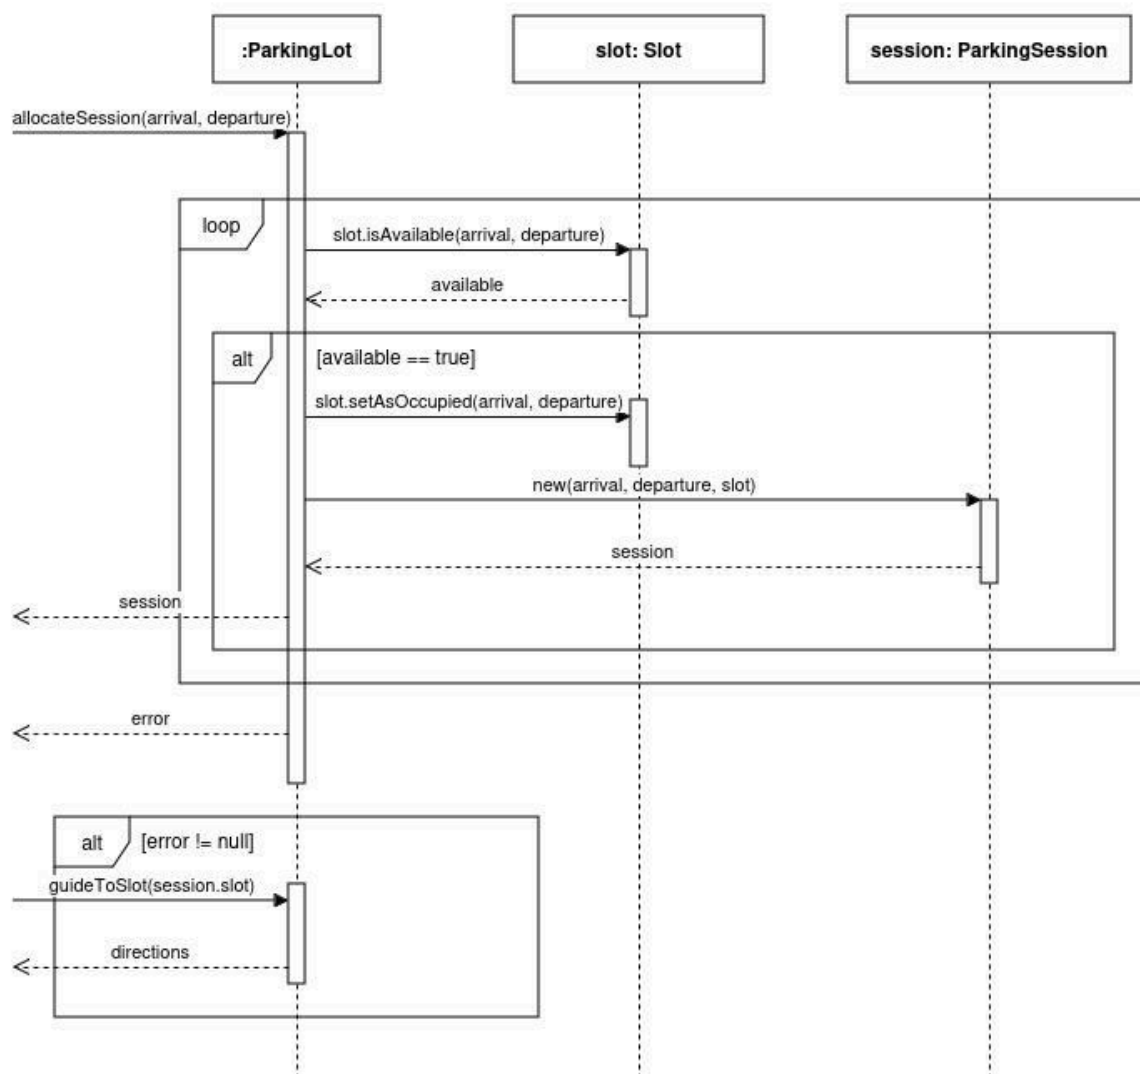 :ParkingLot
slot: Slot
session: ParkingSession
allocateSession(arrival, departure)
loop
slot.isAvailable(arrival, departure)
available
alt
[available == true]
slot.setAsOccupied(arrival, departure)
new(arrival, departure, slot)
session
session
error
alt
[error != null]
guideToSlot(session.slot)
directions